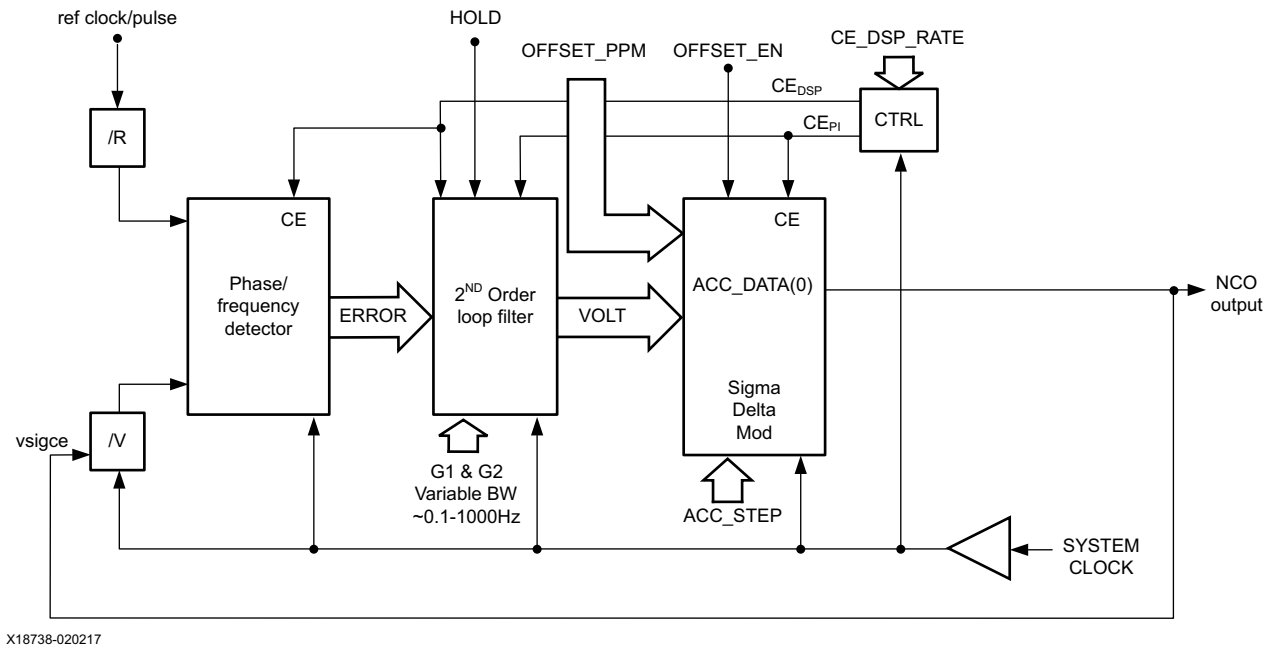 ref clock/pulse
HOLD
OFFSET_PPM
OFFSET_EN
CE_DSP_RATE
CEDSP
CEPI
CTRL
/R
CE
CE
Phase/
frequency
detector
ERROR
2ND Order
loop filter
VOLT
ACC_DATA(0)
NCO
output
Sigma
Delta
Mod
vsigce
/V
G1 & G2
Variable BW
~0.1-1000Hz
ACC_STEP
SYSTEM
CLOCK
X18738-020217